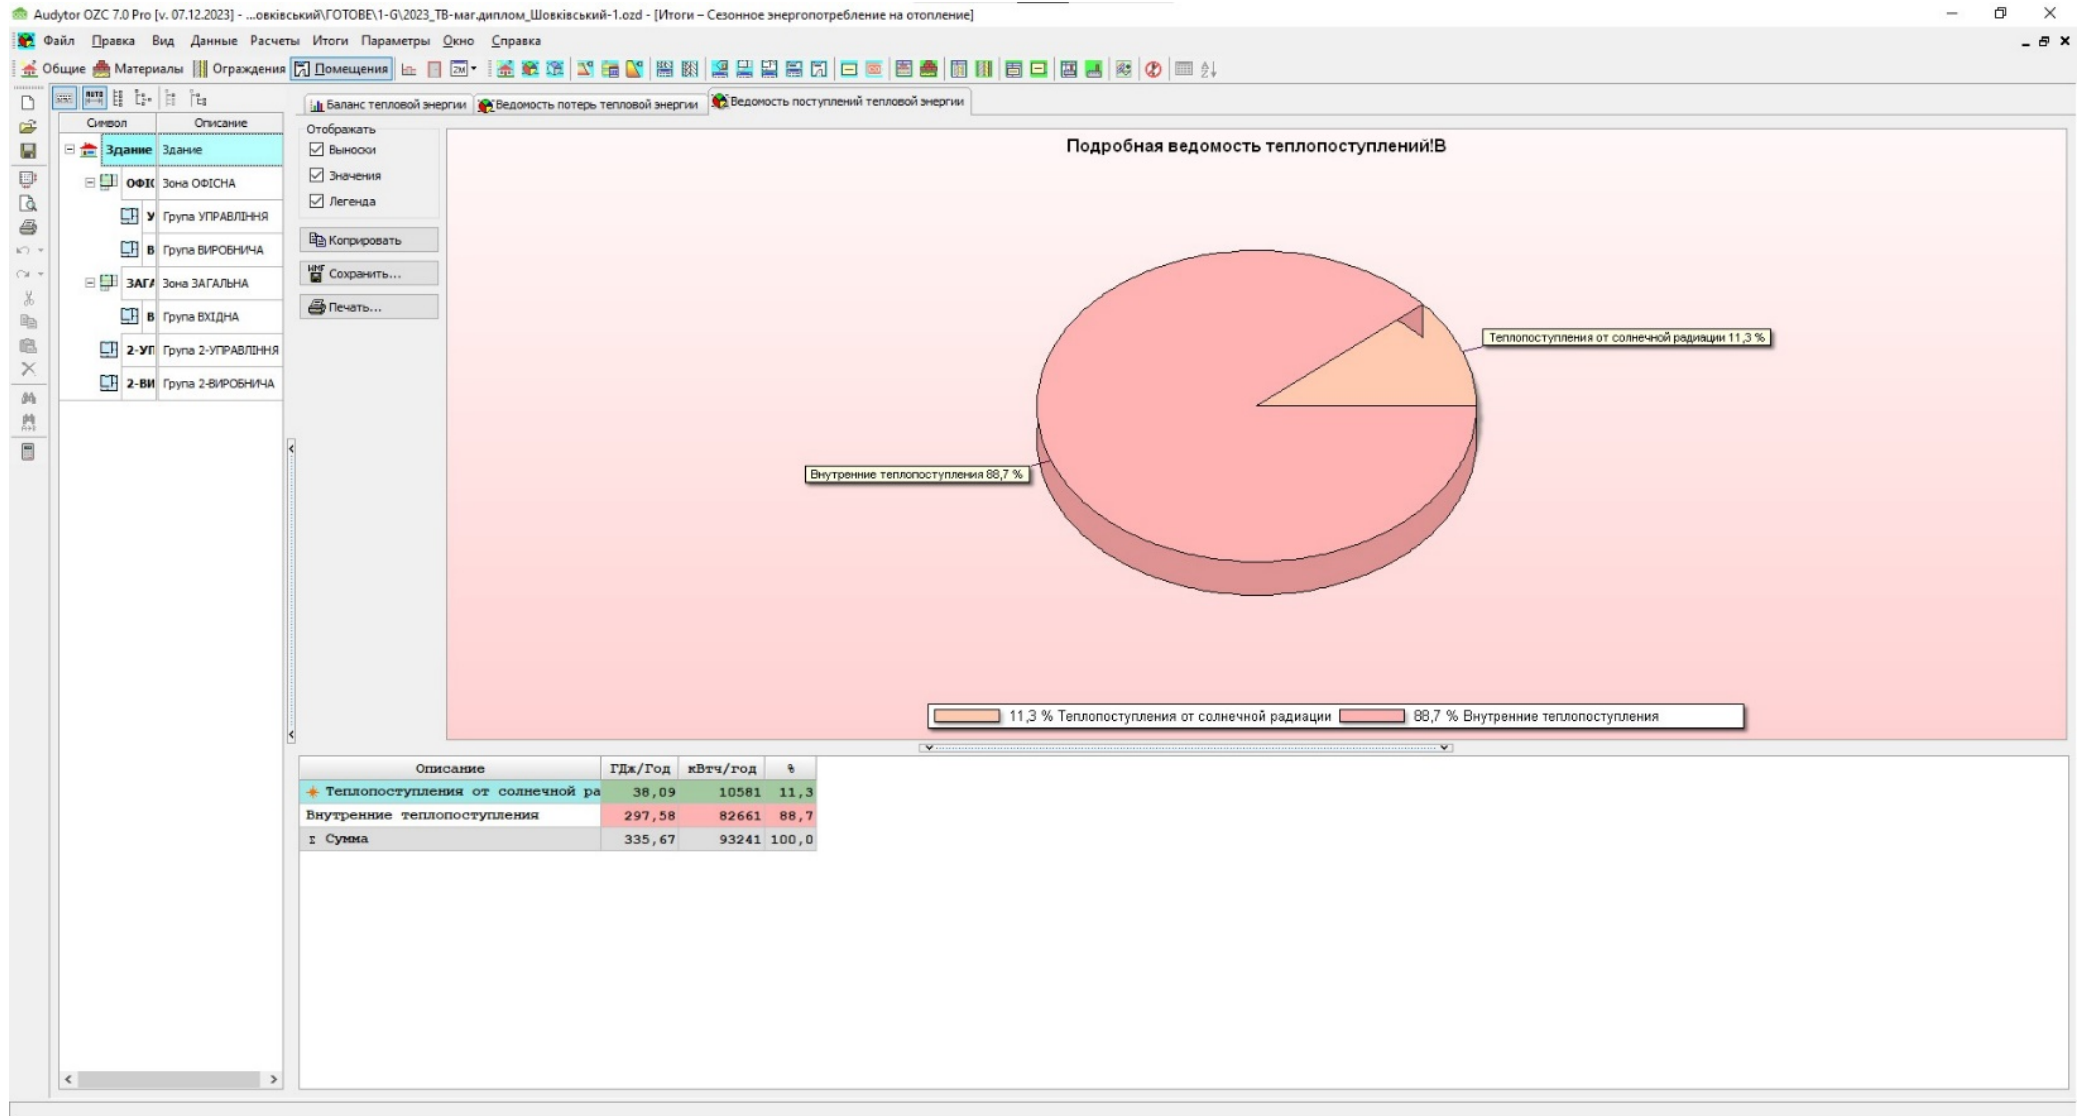 Audytor OZC 7.0 Pro [v. 07.12.2023] - ...овківський\ГОТОВЕ\1-G\2023_ТВ-маг.диплом_Шовківський-1.ozd - [Итоги – Сезонное энергопотребление на отопление]
Файл Правка Вид Данные Расчеты Итоги Параметры Окно Справка
Общие Материалы Ограждения Помещения
Баланс тепловой энергии Ведомость потерь тепловой энергии Ведомость поступлений тепловой энергии
Символ Описание
Здание Здание
ОФІС Зона ОФІСНА
У Група УПРАВЛІННЯ
В Група ВИРОБНИЧА
ЗАГА Зона ЗАГАЛЬНА
В Група ВХІДНА
2-УП Група 2-УПРАВЛІННЯ
2-ВИ Група 2-ВИРОБНИЧА
Отображать
Выноски
Значения
Легенда
Коприровать
Сохранить...
Печать...
Подробная ведомость теплопоступлений!В
Теплопоступления от солнечной радиации 11,3 %
Внутренние теплопоступления 88,7 %
11,3 % Теплопоступления от солнечной радиации 88,7 % Внутренние теплопоступления
Описание ГДж/Год кВтч/год %
Теплопоступления от солнечной ра 38,09 10581 11,3
Внутренние теплопоступления 297,58 82661 88,7
Σ Сумма 335,67 93241 100,0